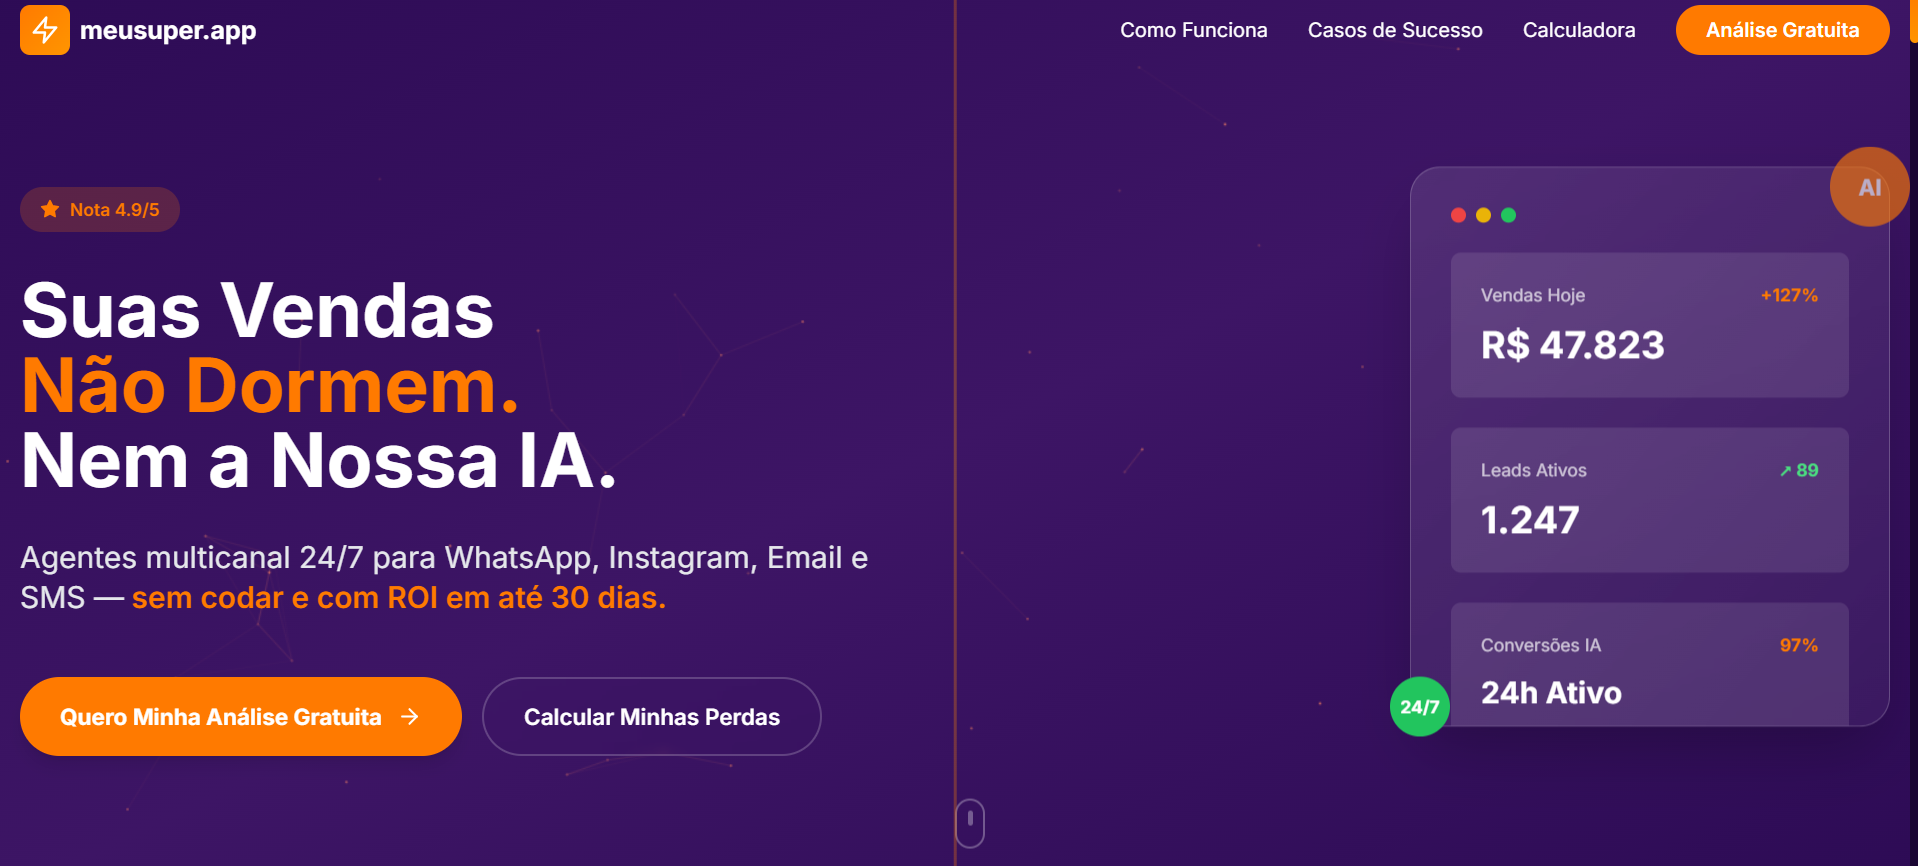 meusuper.app
Como Funciona
Casos de Sucesso
Calculadora
Análise Gratuita
Nota 4.9/5
Suas Vendas
Não Dormem.
Nem a Nossa IA.
Agentes multicanal 24/7 para WhatsApp, Instagram, Email e
SMS — sem codar e com ROI em até 30 dias.
Quero Minha Análise Gratuita →
Calcular Minhas Perdas
AI
Vendas Hoje
+127%
R$ 47.823
Leads Ativos
↗ 89
1.247
Conversões IA
97%
24h Ativo
24/7